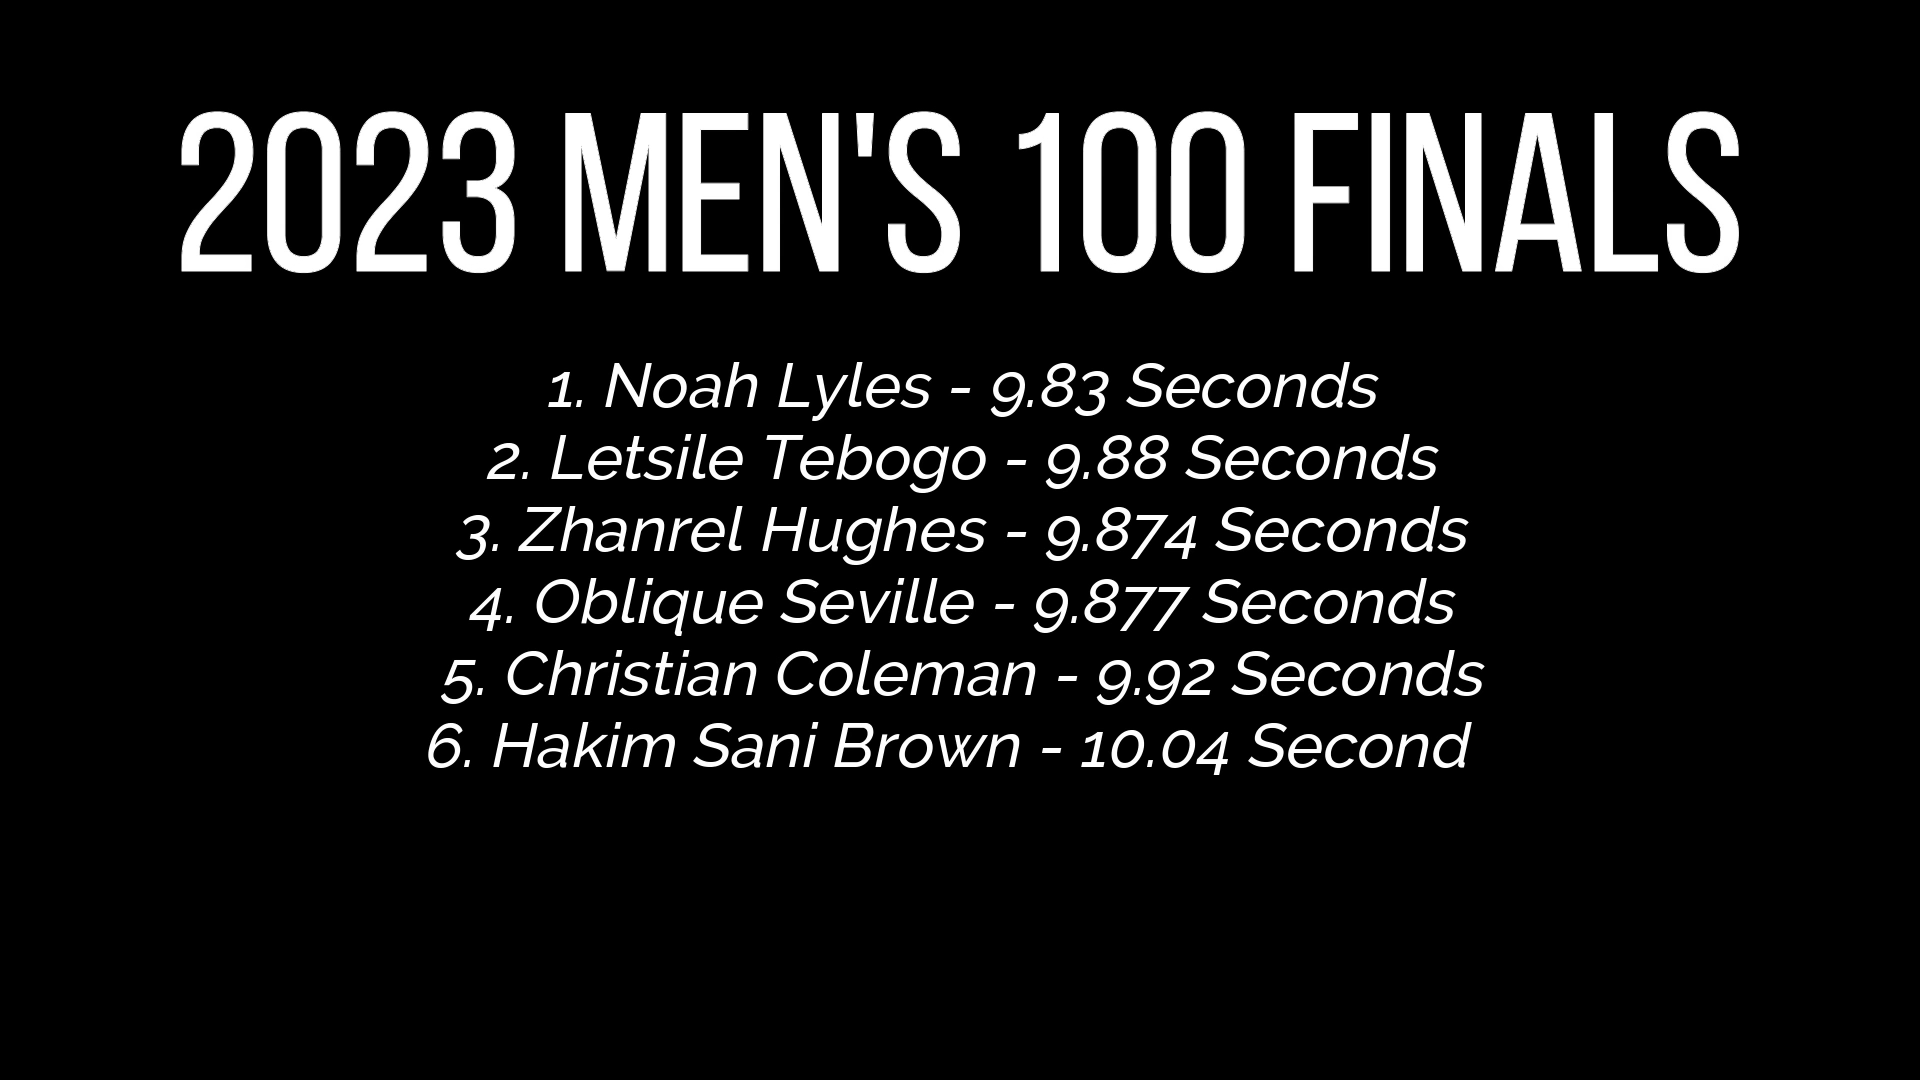 2023 MEN'S 100 FINALS
1. Noah Lyles - 9.83 Seconds
2. Letsile Tebogo - 9.88 Seconds
3. Zhanrel Hughes - 9.874 Seconds
4. Oblique Seville - 9.877 Seconds
5. Christian Coleman - 9.92 Seconds
6. Hakim Sani Brown - 10.04 Second